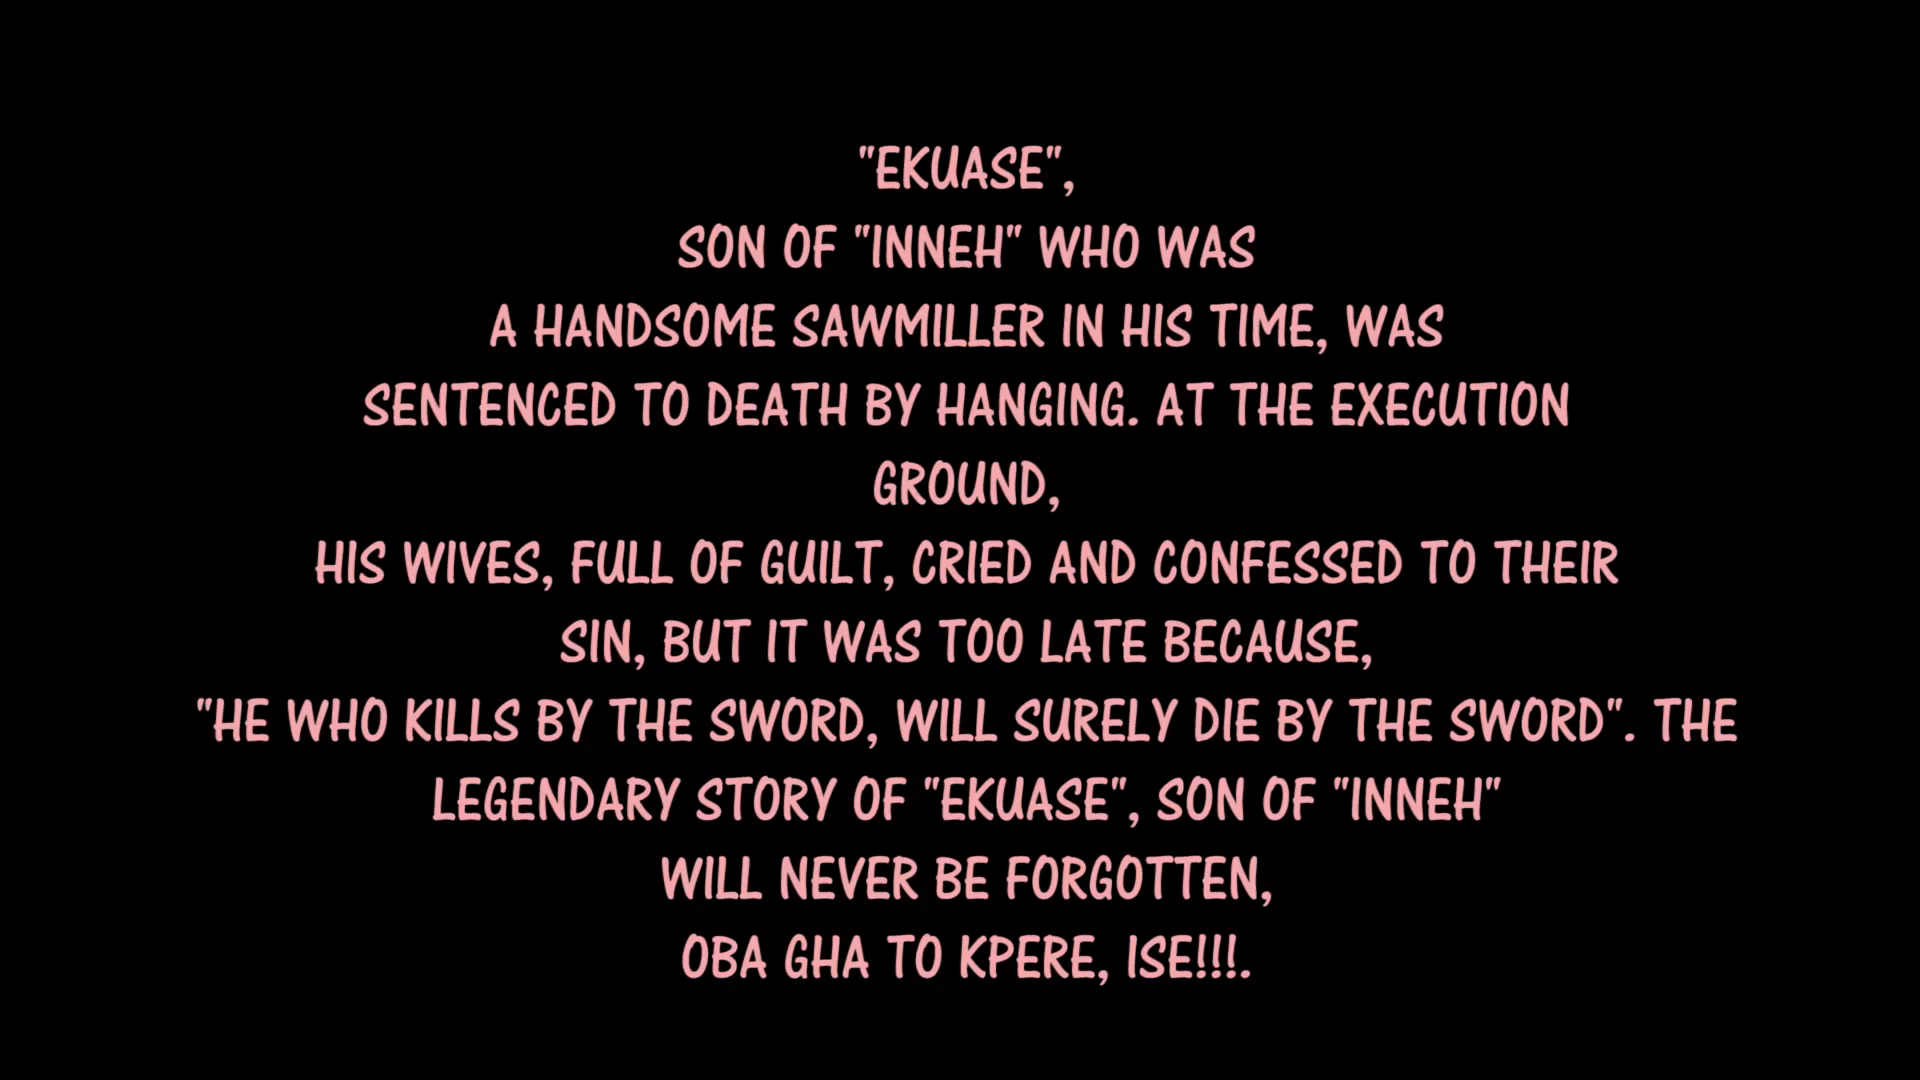 "EKUASE",
SON OF "INNEH" WHO WAS
A HANDSOME SAWMILLER IN HIS TIME, WAS
SENTENCED TO DEATH BY HANGING. AT THE EXECUTION
GROUND,
HIS WIVES, FULL OF GUILT, CRIED AND CONFESSED TO THEIR
SIN, BUT IT WAS TOO LATE BECAUSE,
"HE WHO KILLS BY THE SWORD, WILL SURELY DIE BY THE SWORD". THE
LEGENDARY STORY OF "EKUASE", SON OF "INNEH"
WILL NEVER BE FORGOTTEN,
OBA GHA TO KPERE, ISE!!!.